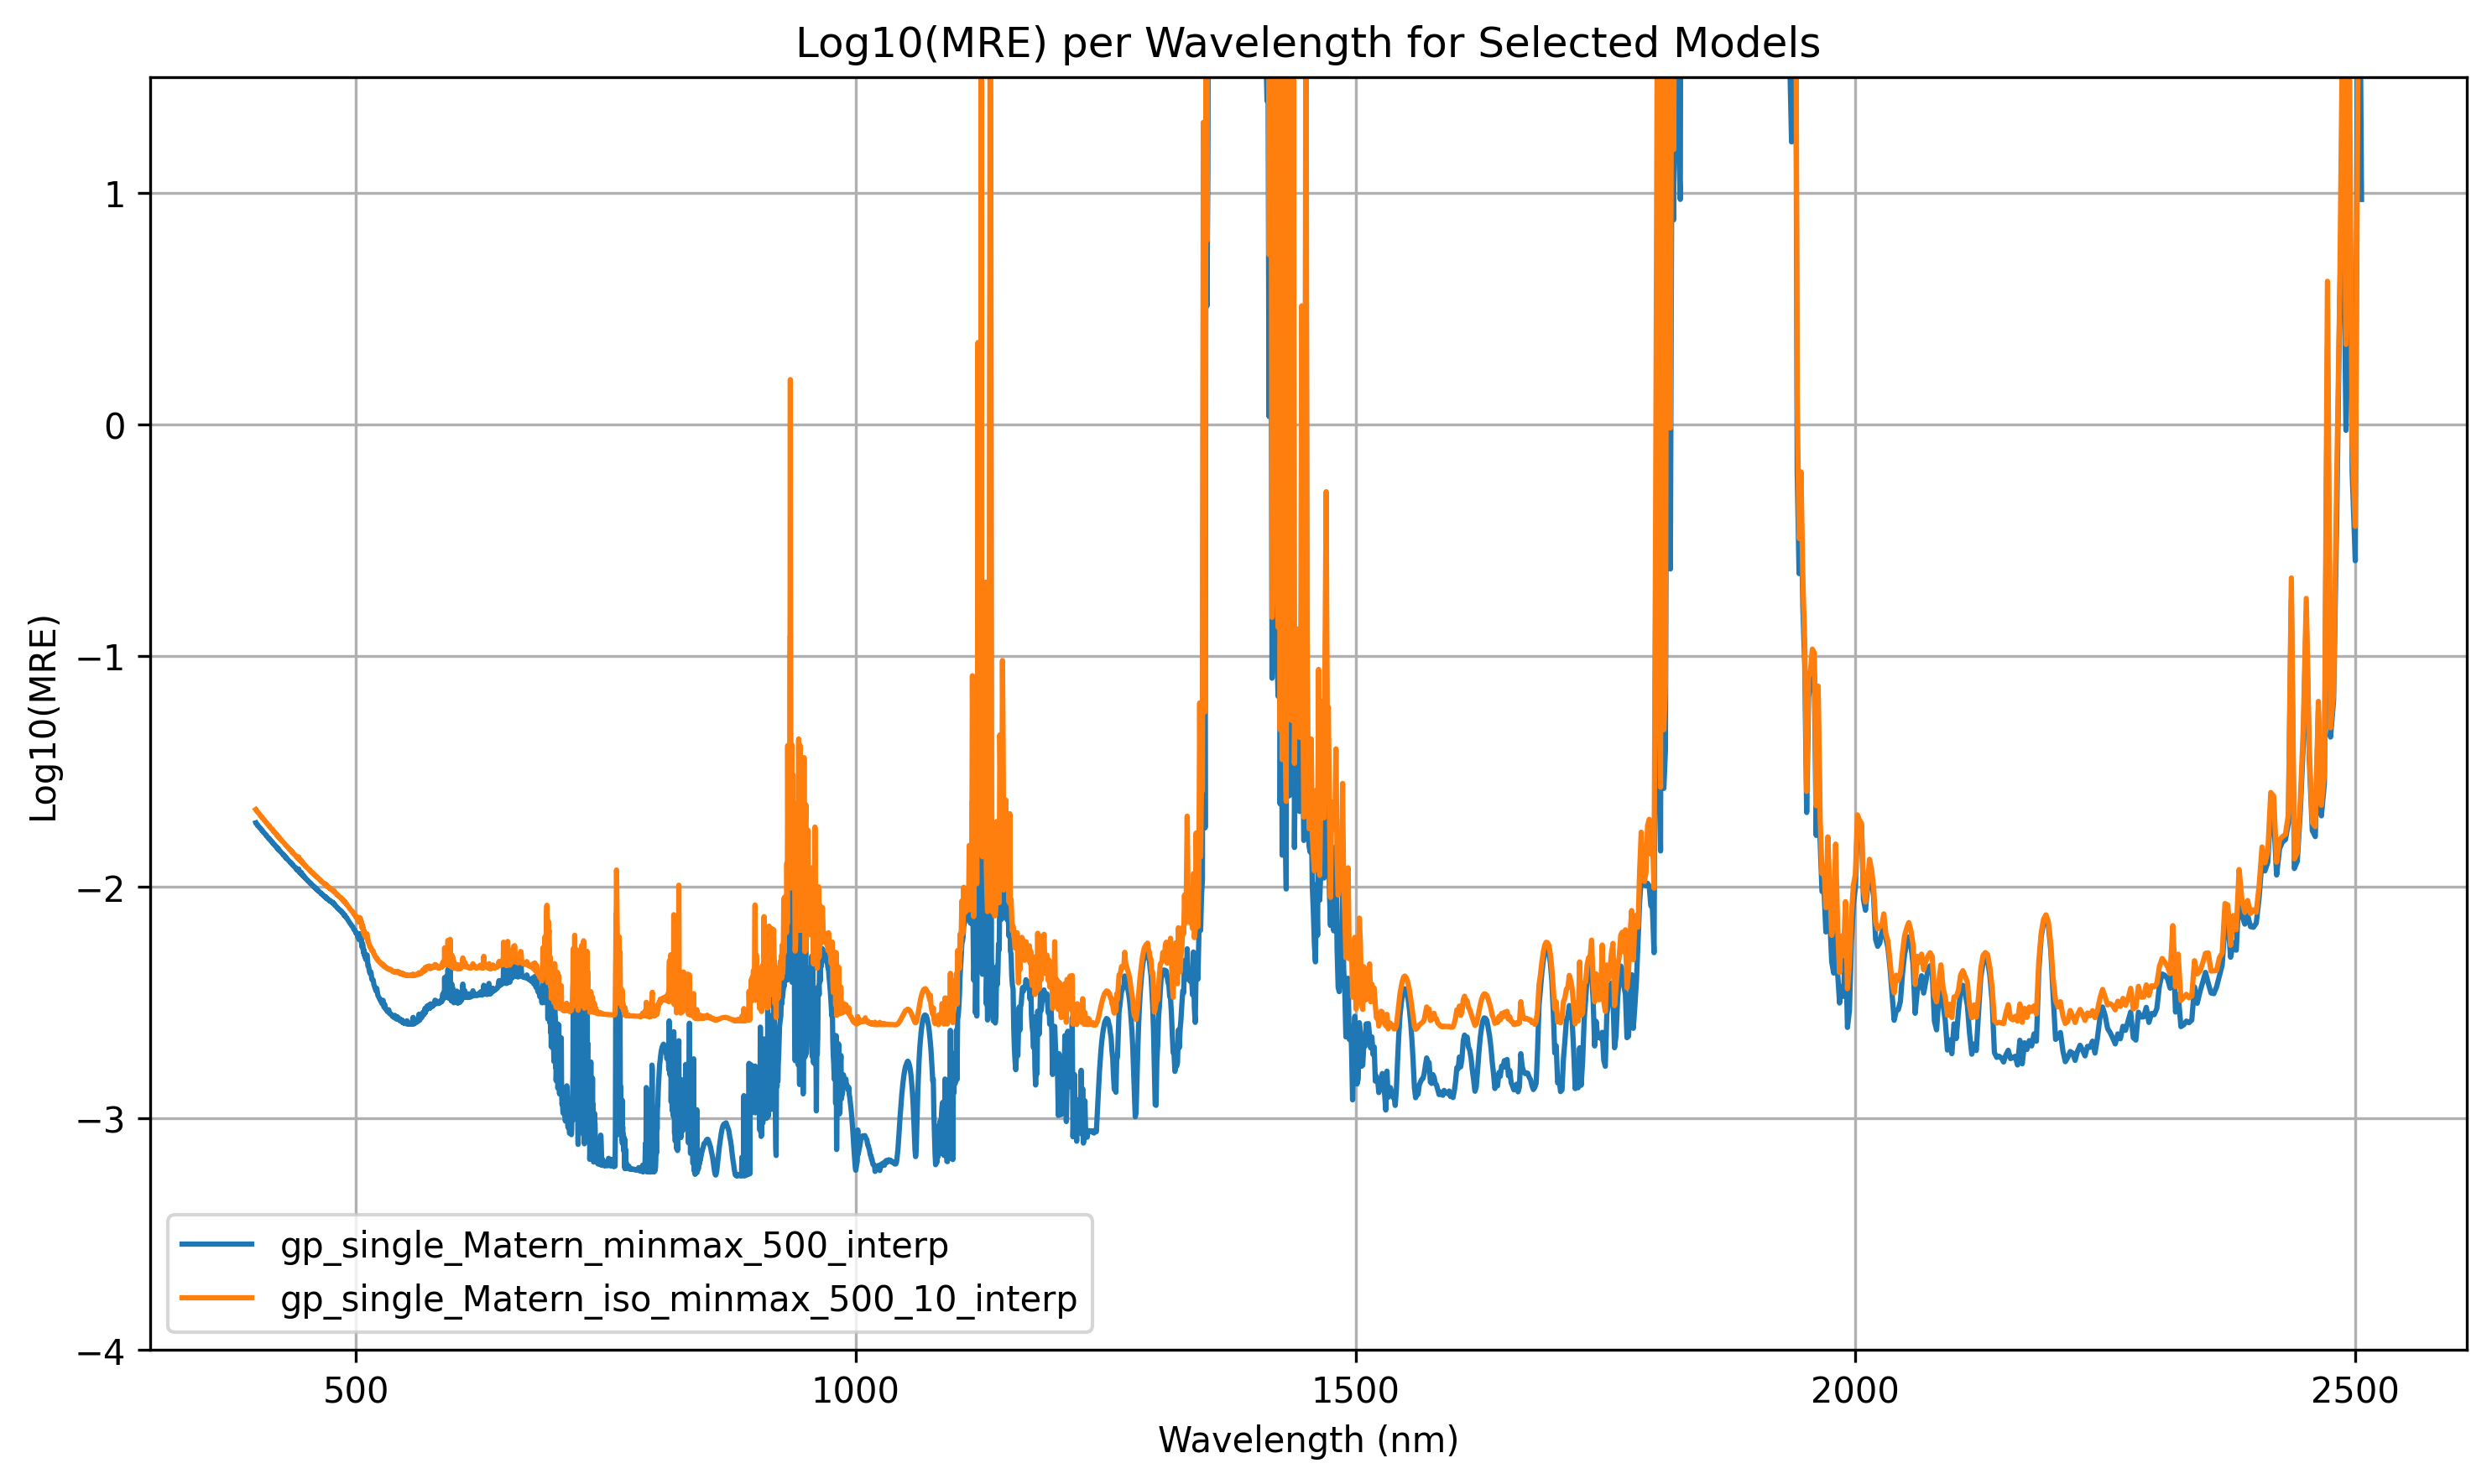 Log10(MRE) per Wavelength for Selected Models
Log10(MRE)
1
0
−1
−2
−3
−4
gp_single_Matern_minmax_500_interp
gp_single_Matern_iso_minmax_500_10_interp
500 1000 1500 2000 2500
Wavelength (nm)